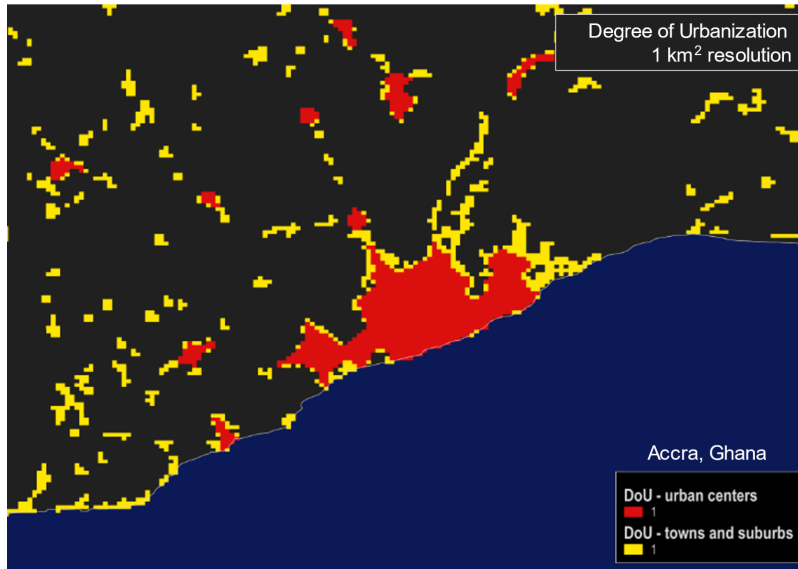 Degree of Urbanization
1 km² resolution
Accra, Ghana
DoU - urban centers
1
DoU - towns and suburbs
1